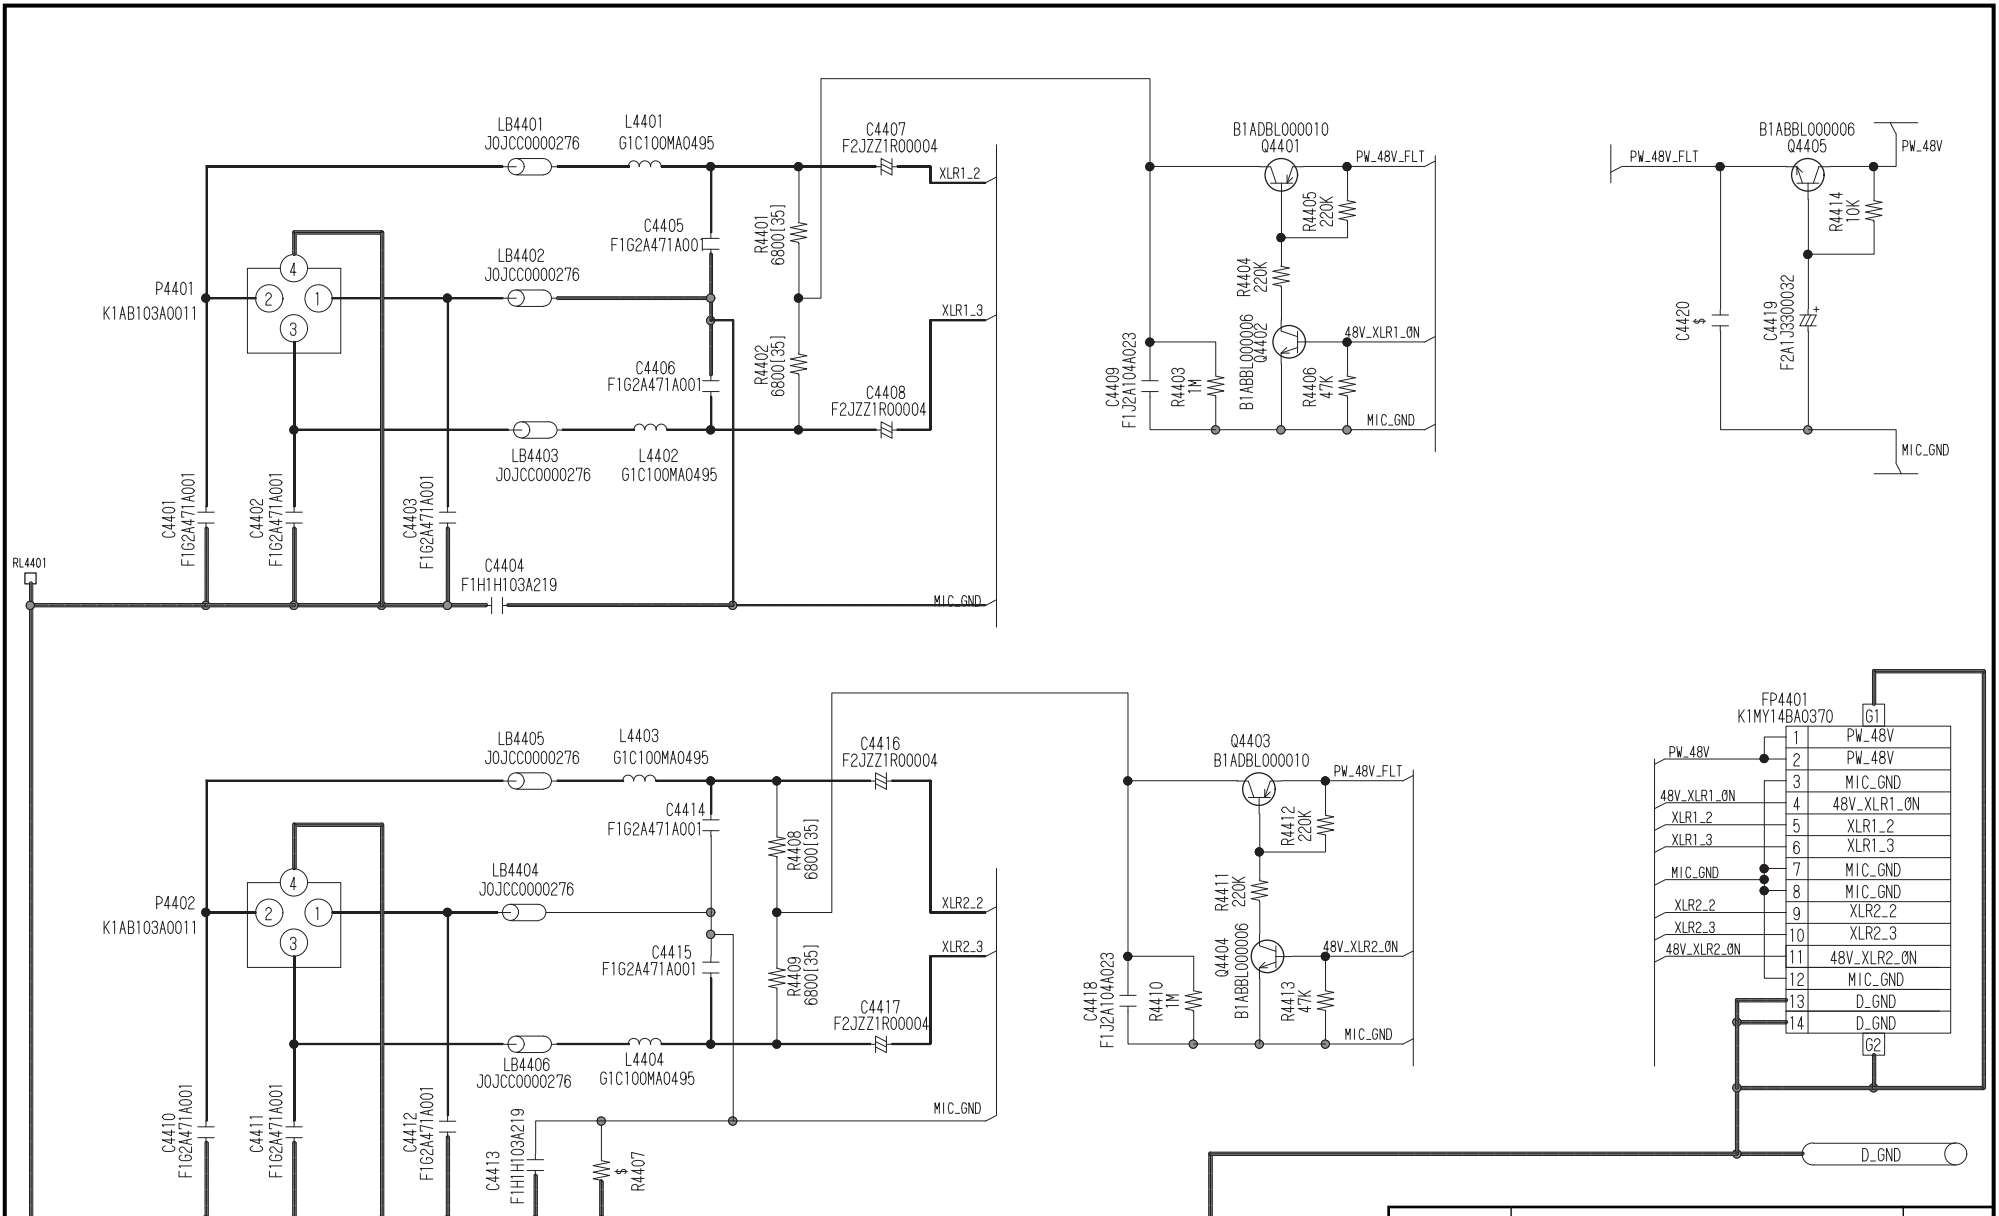 LB4401
J0JCC0000276
L4401
G1C100MA0495
C4407
F2JZZ1R00004
XLR1_2
C4405
F1G2A471A001
R4401
6800[35]
LB4402
J0JCC0000276
P4401
K1AB103A0011
4
2
1
3
XLR1_3
C4406
F1G2A471A001
R4402
6800[35]
C4408
F2JZZ1R00004
LB4403
J0JCC0000276
L4402
G1C100MA0495
C4401
F1G2A471A001
C4402
F1G2A471A001
C4403
F1G2A471A001
RL4401
C4404
F1H1H103A219
MIC_GND
B1ADBL000010
Q4401
PW_48V_FLT
R4405
220K
R4404
220K
B1ABBL000006
Q4402
48V_XLR1_ON
C4409
F1J2A104A023
R4403
1M
R4406
47K
MIC_GND
B1ABBL000006
Q4405
PW_48V_FLT
PW_48V
R4414
10K
C4420
$
C4419
F2A1J3300032
+
MIC_GND
LB4405
J0JCC0000276
L4403
G1C100MA0495
C4416
F2JZZ1R00004
C4414
F1G2A471A001
R4408
6800[35]
LB4404
J0JCC0000276
P4402
K1AB103A0011
4
2
1
3
XLR2_2
XLR2_3
C4415
F1G2A471A001
R4409
6800[35]
C4417
F2JZZ1R00004
LB4406
J0JCC0000276
L4404
G1C100MA0495
C4410
F1G2A471A001
C4411
F1G2A471A001
C4412
F1G2A471A001
C4413
F1H1H103A219
$
R4407
MIC_GND
Q4403
B1ADBL000010
PW_48V_FLT
R4412
220K
R4411
220K
Q4404
B1ABBL000006
48V_XLR2_ON
C4418
F1J2A104A023
R4410
1M
R4413
47K
MIC_GND
FP4401
K1MY14BA0370
G1
PW_48V
1 PW_48V
2 PW_48V
3 MIC_GND
48V_XLR1_ON
4 48V_XLR1_ON
XLR1_2
5 XLR1_2
XLR1_3
6 XLR1_3
MIC_GND
7 MIC_GND
8 MIC_GND
XLR2_2
9 XLR2_2
XLR2_3
10 XLR2_3
48V_XLR2_ON
11 48V_XLR2_ON
12 MIC_GND
13 D_GND
14 D_GND
G2
D_GND